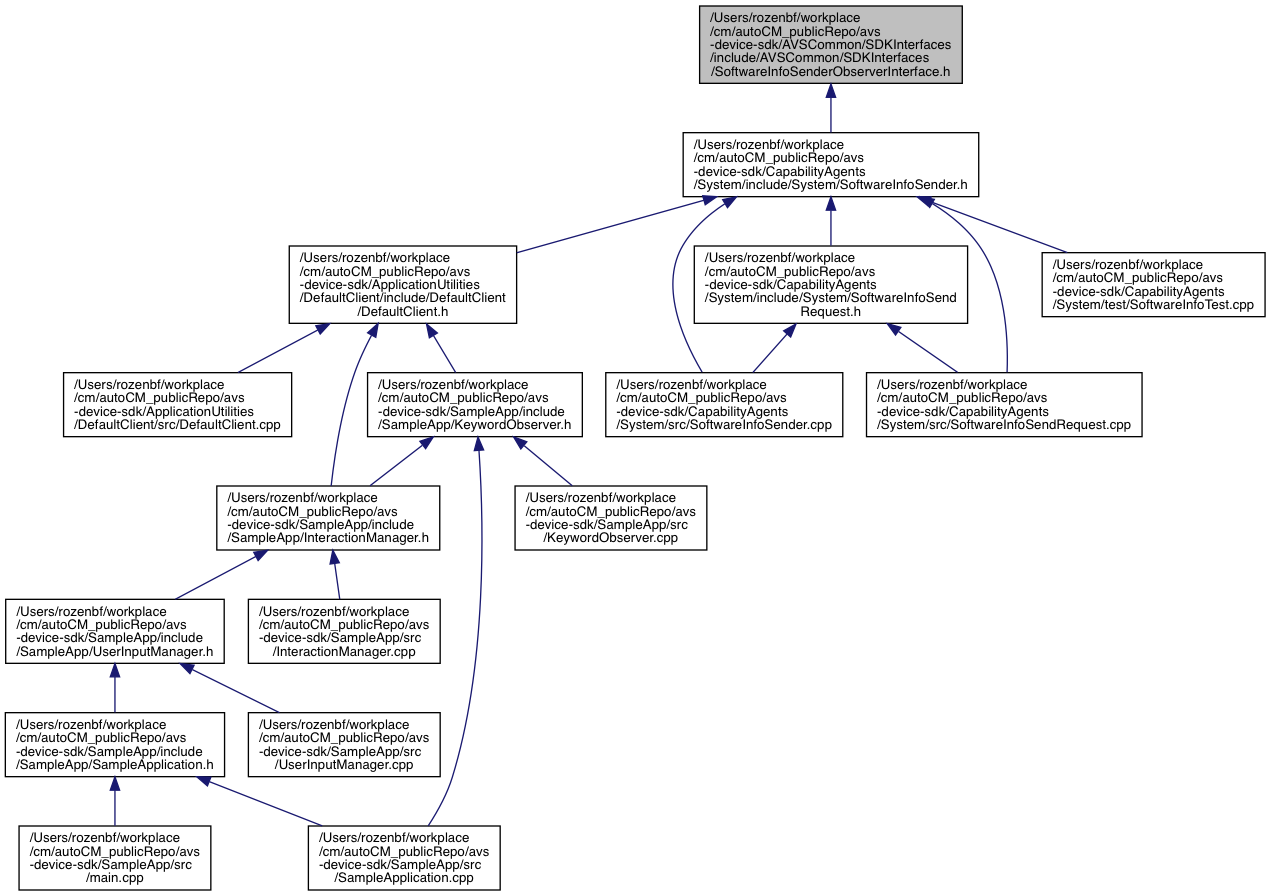 /Users/rozenbf/workplace
/cm/autoCM_publicRepo/avs
-device-sdk/AVSCommon/SDKInterfaces
/include/AVSCommon/SDKInterfaces
/SoftwareInfoSenderObserverInterface.h
/Users/rozenbf/workplace
/cm/autoCM_publicRepo/avs
-device-sdk/CapabilityAgents
/System/include/System/SoftwareInfoSender.h
/Users/rozenbf/workplace
/cm/autoCM_publicRepo/avs
-device-sdk/ApplicationUtilities
/DefaultClient/include/DefaultClient
/DefaultClient.h
/Users/rozenbf/workplace
/cm/autoCM_publicRepo/avs
-device-sdk/CapabilityAgents
/System/include/System/SoftwareInfoSend
Request.h
/Users/rozenbf/workplace
/cm/autoCM_publicRepo/avs
-device-sdk/CapabilityAgents
/System/test/SoftwareInfoTest.cpp
/Users/rozenbf/workplace
/cm/autoCM_publicRepo/avs
-device-sdk/ApplicationUtilities
/DefaultClient/src/DefaultClient.cpp
/Users/rozenbf/workplace
/cm/autoCM_publicRepo/avs
-device-sdk/SampleApp/include
/SampleApp/KeywordObserver.h
/Users/rozenbf/workplace
/cm/autoCM_publicRepo/avs
-device-sdk/CapabilityAgents
/System/src/SoftwareInfoSender.cpp
/Users/rozenbf/workplace
/cm/autoCM_publicRepo/avs
-device-sdk/CapabilityAgents
/System/src/SoftwareInfoSendRequest.cpp
/Users/rozenbf/workplace
/cm/autoCM_publicRepo/avs
-device-sdk/SampleApp/include
/SampleApp/InteractionManager.h
/Users/rozenbf/workplace
/cm/autoCM_publicRepo/avs
-device-sdk/SampleApp/src
/KeywordObserver.cpp
/Users/rozenbf/workplace
/cm/autoCM_publicRepo/avs
-device-sdk/SampleApp/include
/SampleApp/UserInputManager.h
/Users/rozenbf/workplace
/cm/autoCM_publicRepo/avs
-device-sdk/SampleApp/src
/InteractionManager.cpp
/Users/rozenbf/workplace
/cm/autoCM_publicRepo/avs
-device-sdk/SampleApp/include
/SampleApp/SampleApplication.h
/Users/rozenbf/workplace
/cm/autoCM_publicRepo/avs
-device-sdk/SampleApp/src
/UserInputManager.cpp
/Users/rozenbf/workplace
/cm/autoCM_publicRepo/avs
-device-sdk/SampleApp/src
/main.cpp
/Users/rozenbf/workplace
/cm/autoCM_publicRepo/avs
-device-sdk/SampleApp/src
/SampleApplication.cpp